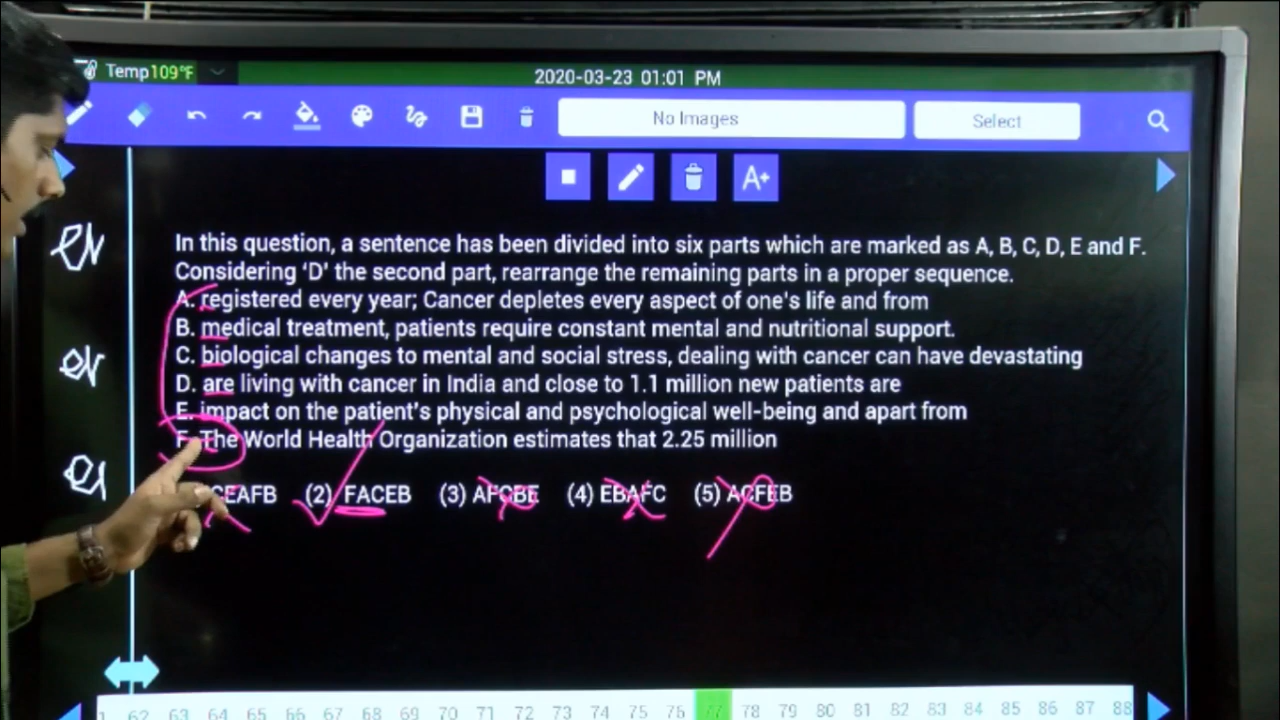 Temp109°F
2020-03-23 01:01 PM
No Images
Select
A+
In this question, a sentence has been divided into six parts which are marked as A, B, C, D, E and F.
Considering ‘D’ the second part, rearrange the remaining parts in a proper sequence.
A. registered every year; Cancer depletes every aspect of one's life and from
B. medical treatment, patients require constant mental and nutritional support.
C. biological changes to mental and social stress, dealing with cancer can have devastating
D. are living with cancer in India and close to 1.1 million new patients are
E. impact on the patient's physical and psychological well-being and apart from
F. The World Health Organization estimates that 2.25 million
CEAFB (2) FACEB (3) AFCBE (4) EBAFC (5) ACFEB
62 63 64 65 66 67 68 69 70 71 72 73 74 75 76 77 78 79 80 81 82 83 84 85 86 87 88